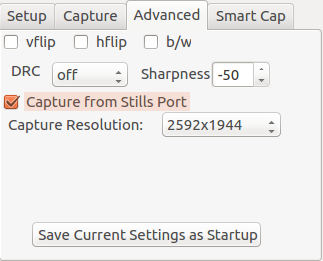 Setup Capture Advanced Smart Cap
vflip hflip b/w
DRC off Sharpness -50
Capture from Stills Port
Capture Resolution: 2592x1944
Save Current Settings as Startup